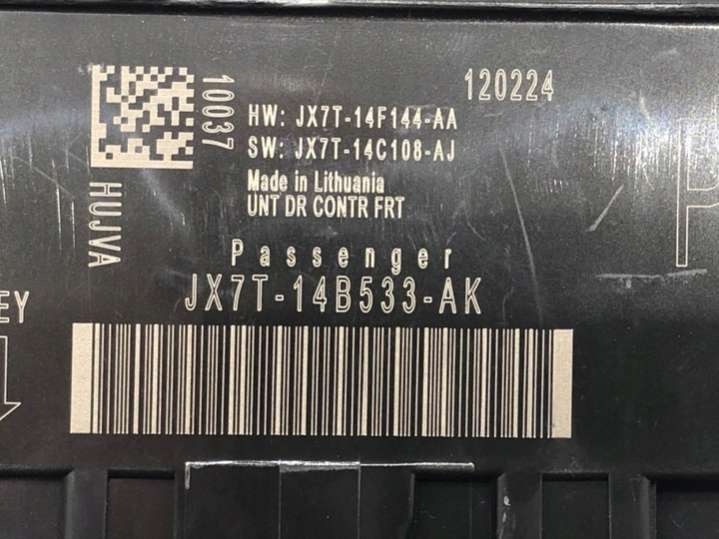 120224
10037
HW: JX7T-14F144-AA
SW: JX7T-14C108-AJ
Made in Lithuania
UNT DR CONTR FRT
HUJVA
Passenger
JX7T-14B533-AK
EY
P